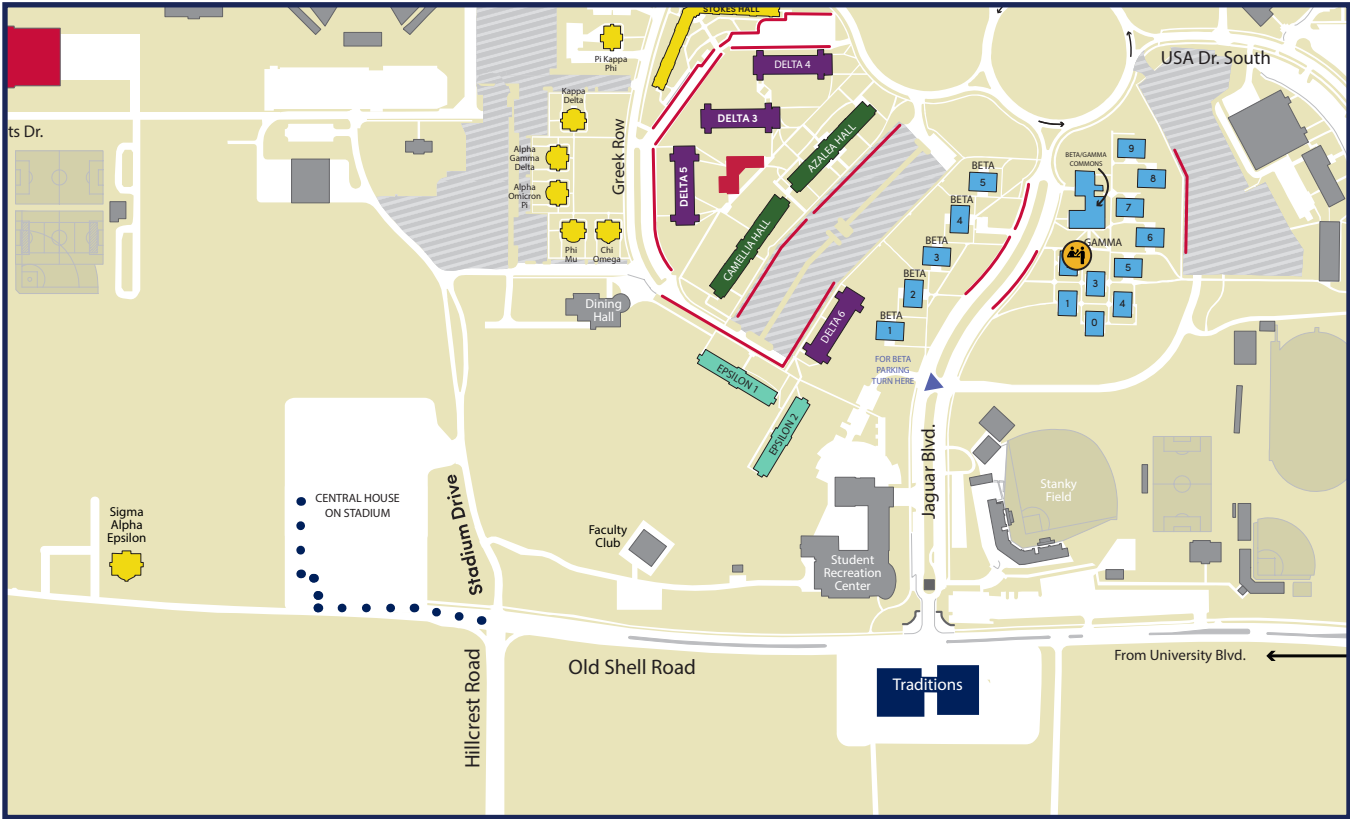 STOKES HALL
Pi Kappa
Phi
DELTA 4
USA Dr. South
Kappa
Delta
DELTA 3
ts Dr.
Greek Row
AZALEA HALL
Alpha
Gamma
Delta
Alpha
Omicron
Pi
DELTA 5
BETA/GAMMA
COMMONS
9
8
7
6
GAMMA
5
3
1
4
0
BETA
5
BETA
4
BETA
3
BETA
2
BETA
1
Phi
Mu
Chi
Omega
CAMELLIA HALL
Dining
Hall
DELTA 6
EPSILON 1
EPSILON 2
FOR BETA
PARKING
TURN HERE
Jaguar Blvd.
Stanky
Field
CENTRAL HOUSE
ON STADIUM
Stadium Drive
Sigma
Alpha
Epsilon
Faculty
Club
Student
Recreation
Center
Hillcrest Road
Old Shell Road
From University Blvd.
Traditions